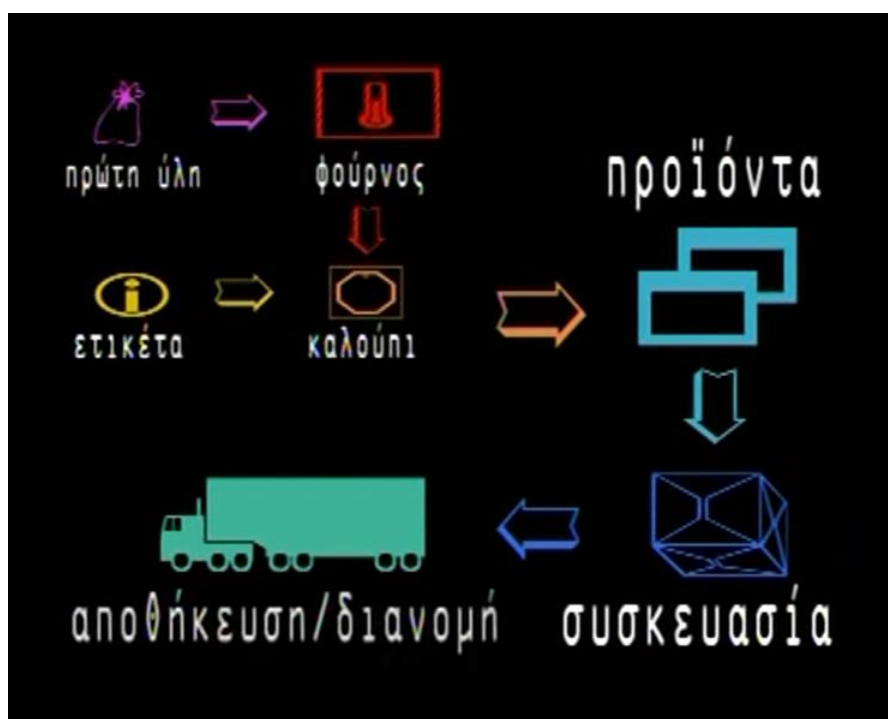 πρώτη ύλη
φούρνος
προϊόντα
ετικέτα
καλούπι
αποθήκευση/διανομή
συσκευασία